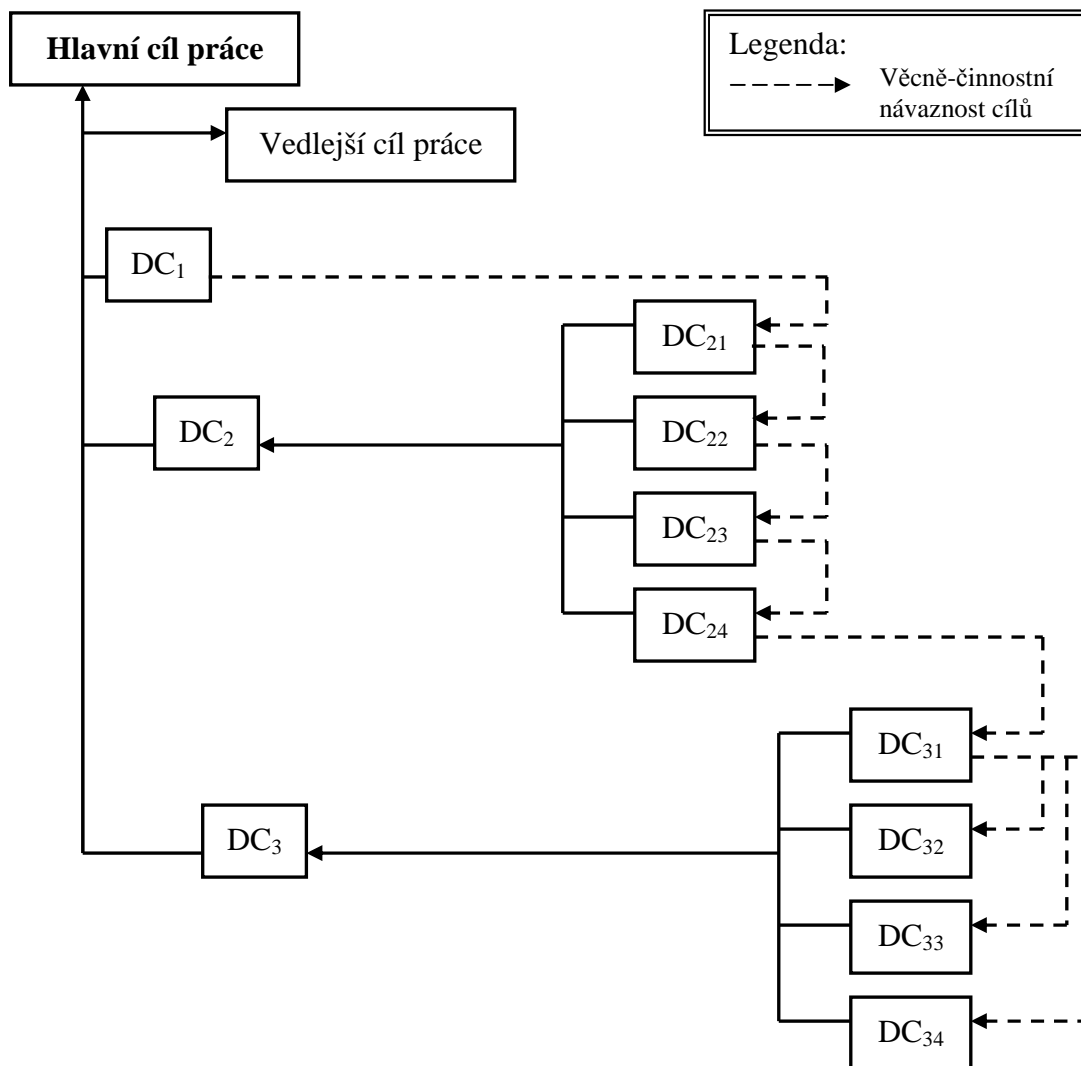 Hlavní cíl práce
Legenda:
Věcně-činnostní
návaznost cílů
Vedlejší cíl práce
DC₁
DC₂₁
DC₂
DC₂₂
DC₂₃
DC₂₄
DC₃₁
DC₃
DC₃₂
DC₃₃
DC₃₄